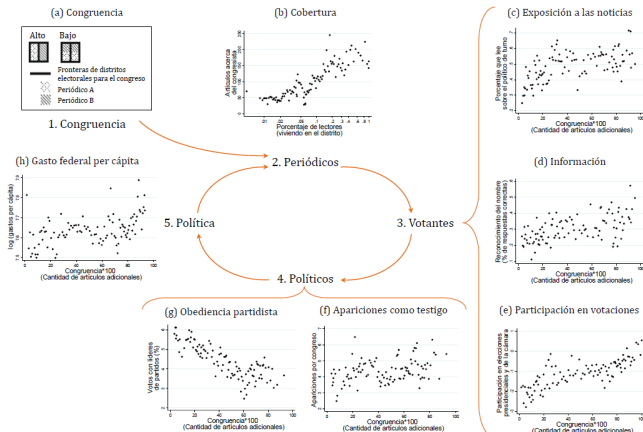 (a) Congruencia
Alto Bajo
Fronteras de distritos
electorales para el congreso
Periódico A
Periódico B
1. Congruencia
(b) Cobertura
Artículos acerca
del congresista
Porcentaje de lectores
(viviendo en el distrito)
(c) Exposición a las noticias
Porcentaje que lee
sobre el político de turno
Congruencia*100
(Cantidad de artículos adicionales)
2. Periódicos
(h) Gasto federal per cápita
log (gastos per cápita)
Congruencia*100
(Cantidad de artículos adicionales)
5. Política
3. Votantes
4. Políticos
(d) Información
Reconocimiento del nombre
(% de respuestas correctas)
Congruencia*100
(Cantidad de artículos adicionales)
(g) Obediencia partidista
Votos con líderes
de partidos (%)
Congruencia*100
(Cantidad de artículos adicionales)
(f) Apariciones como testigo
Apariciones por congreso
Congruencia*100
(Cantidad de artículos adicionales)
(e) Participación en votaciones
Participación en elecciones
presidenciales y de la cámara
Congruencia*100
(Cantidad de artículos adicionales)